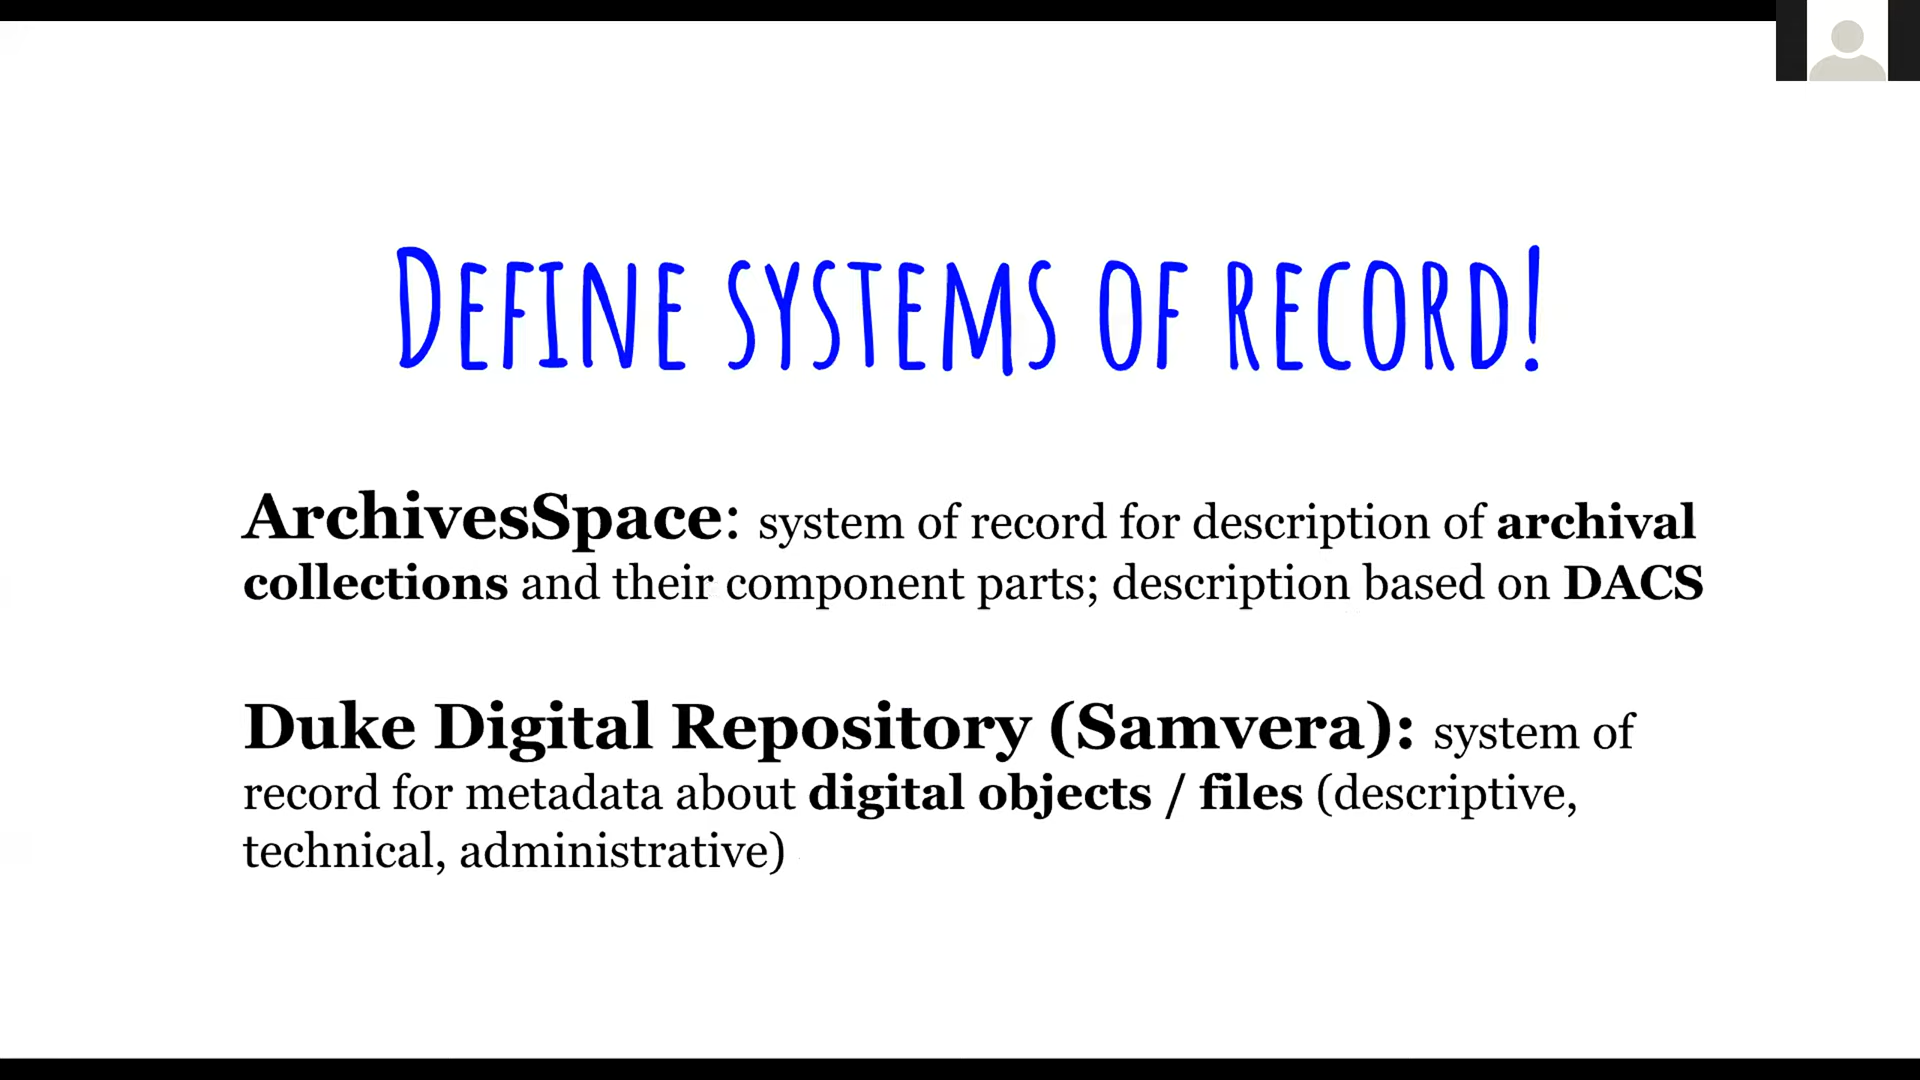 DEFINE SYSTEMS OF RECORD!
ArchivesSpace: system of record for description of archival
collections and their component parts; description based on DACS
Duke Digital Repository (Samvera): system of
record for metadata about digital objects / files (descriptive,
technical, administrative)